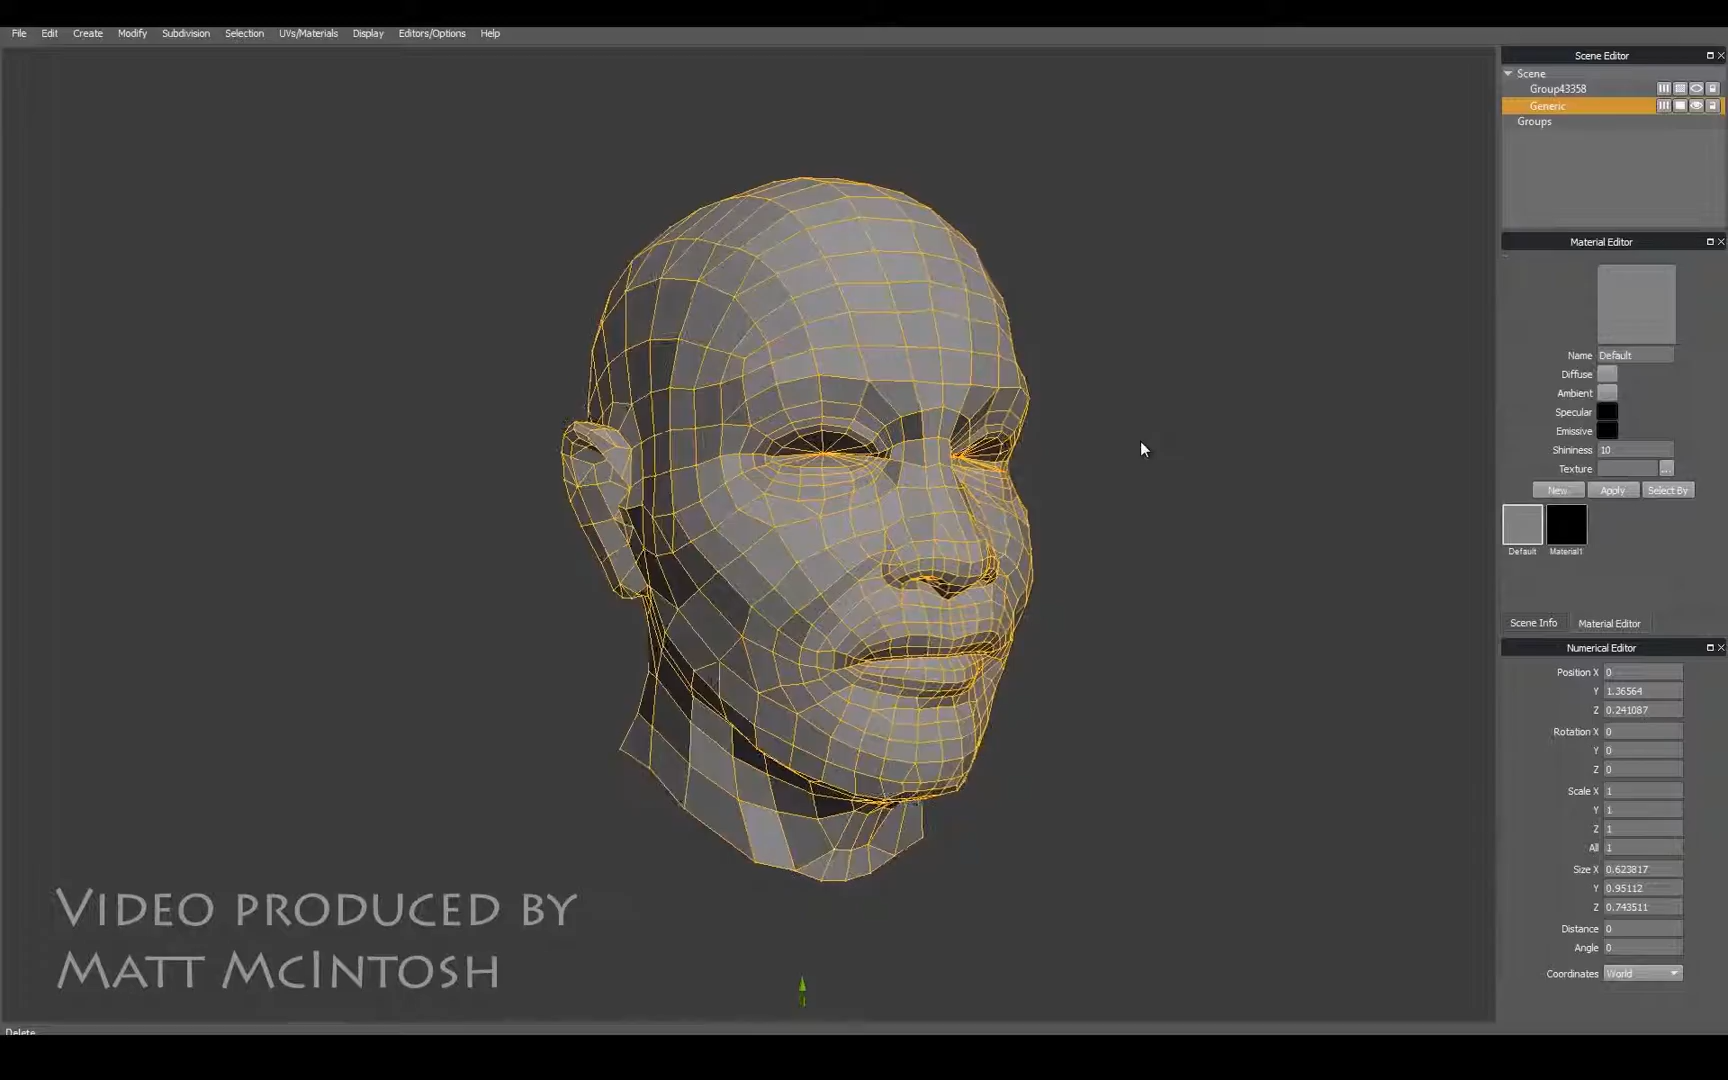 File Edit Create Modify Subdivision Selection UVs/Materials Display Editors/Options Help
Scene Editor
Scene
Group43358
Generic
Groups
Material Editor
Name Default
Diffuse
Ambient
Specular
Emissive
Shininess 10
Texture ...
New Apply Select By
Default Material1
Scene Info Material Editor
Numerical Editor
Position X 0
Y 1.36564
Z 0.241087
Rotation X 0
Y 0
Z 0
Scale X 1
Y 1
Z 1
All 1
Size X 0.623817
Y 0.95112
Z 0.743511
Distance 0
Angle 0
Coordinates World
Video produced by
Matt McIntosh
Delete